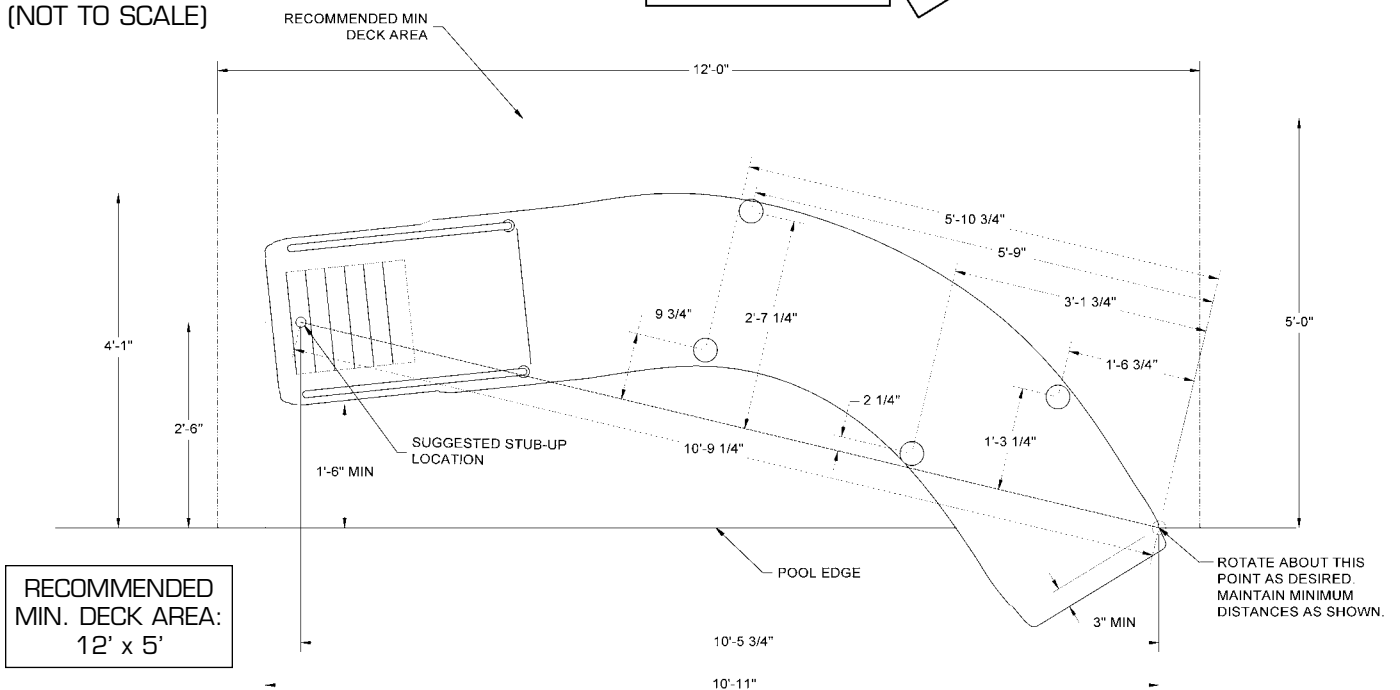 (NOT TO SCALE)
RECOMMENDED MIN
DECK AREA
12'-0"
5'-10 3/4"
5'-9"
3'-1 3/4"
1'-6 3/4"
5'-0"
4'-1"
9 3/4"
2'-7 1/4"
2'-6"
2 1/4"
1'-3 1/4"
10'-9 1/4"
SUGGESTED STUB-UP
LOCATION
1'-6" MIN
POOL EDGE
ROTATE ABOUT THIS
POINT AS DESIRED.
MAINTAIN MINIMUM
DISTANCES AS SHOWN.
3" MIN
RECOMMENDED
MIN. DECK AREA:
12' x 5'
10'-5 3/4"
10'-11"